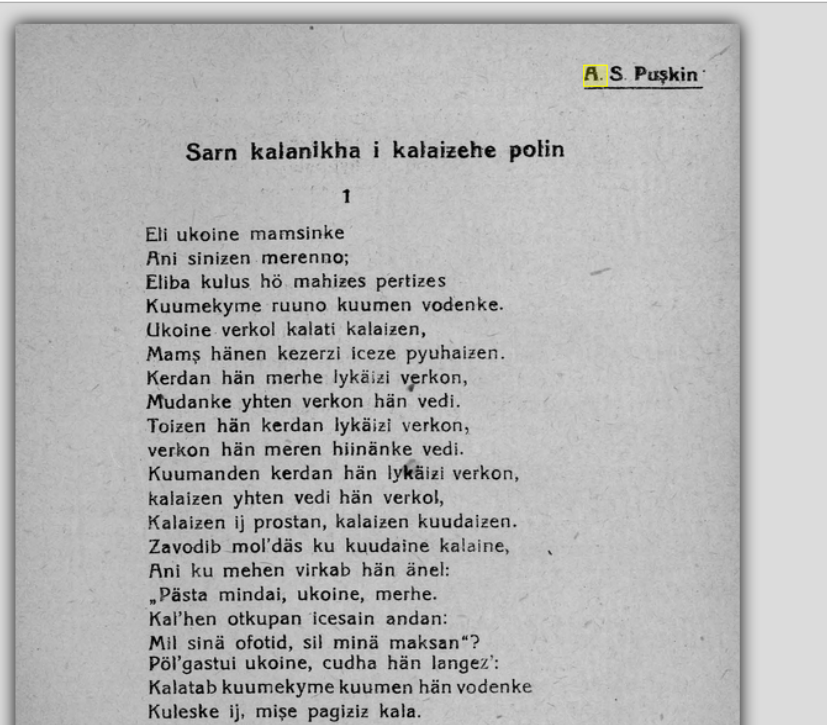 A. S. Puşkin
Sarn kalanikha i kalaizehe polin
1
Eli ukoine mamsinke
Ani sinizen merenno;
Eliba kulus hö mahizes pertizes
Kuumekyme ruuno kuumen vodenke.
Ukoine verkol kalati kalaizen,
Mamş hänen kezerzi iceze pyuhaizen.
Kerdan hän merhe lykäizi verkon,
Mudanke yhten verkon hän vedi.
Toizen hän kerdan lykäizi verkon,
verkon hän meren hiinänke vedi.
Kuumanden kerdan hän lykäizi verkon,
kalaizen yhten vedi hän verkol,
Kalaizen ij prostan, kalaizen kuudaizen.
Zavodib mol'däs ku kuudaine kalaine,
Ani ku mehen virkab hän änel:
„Pästa mindai, ukoine, merhe.
Kal'hen otkupan icesain andan:
Mil sinä ofotid, sil minä maksan“?
Pöl'gastui ukoine, cudha hän langez':
Kalatab kuumekyme kuumen hän vodenke
Kuleske ij, mişe pagiziz kala.